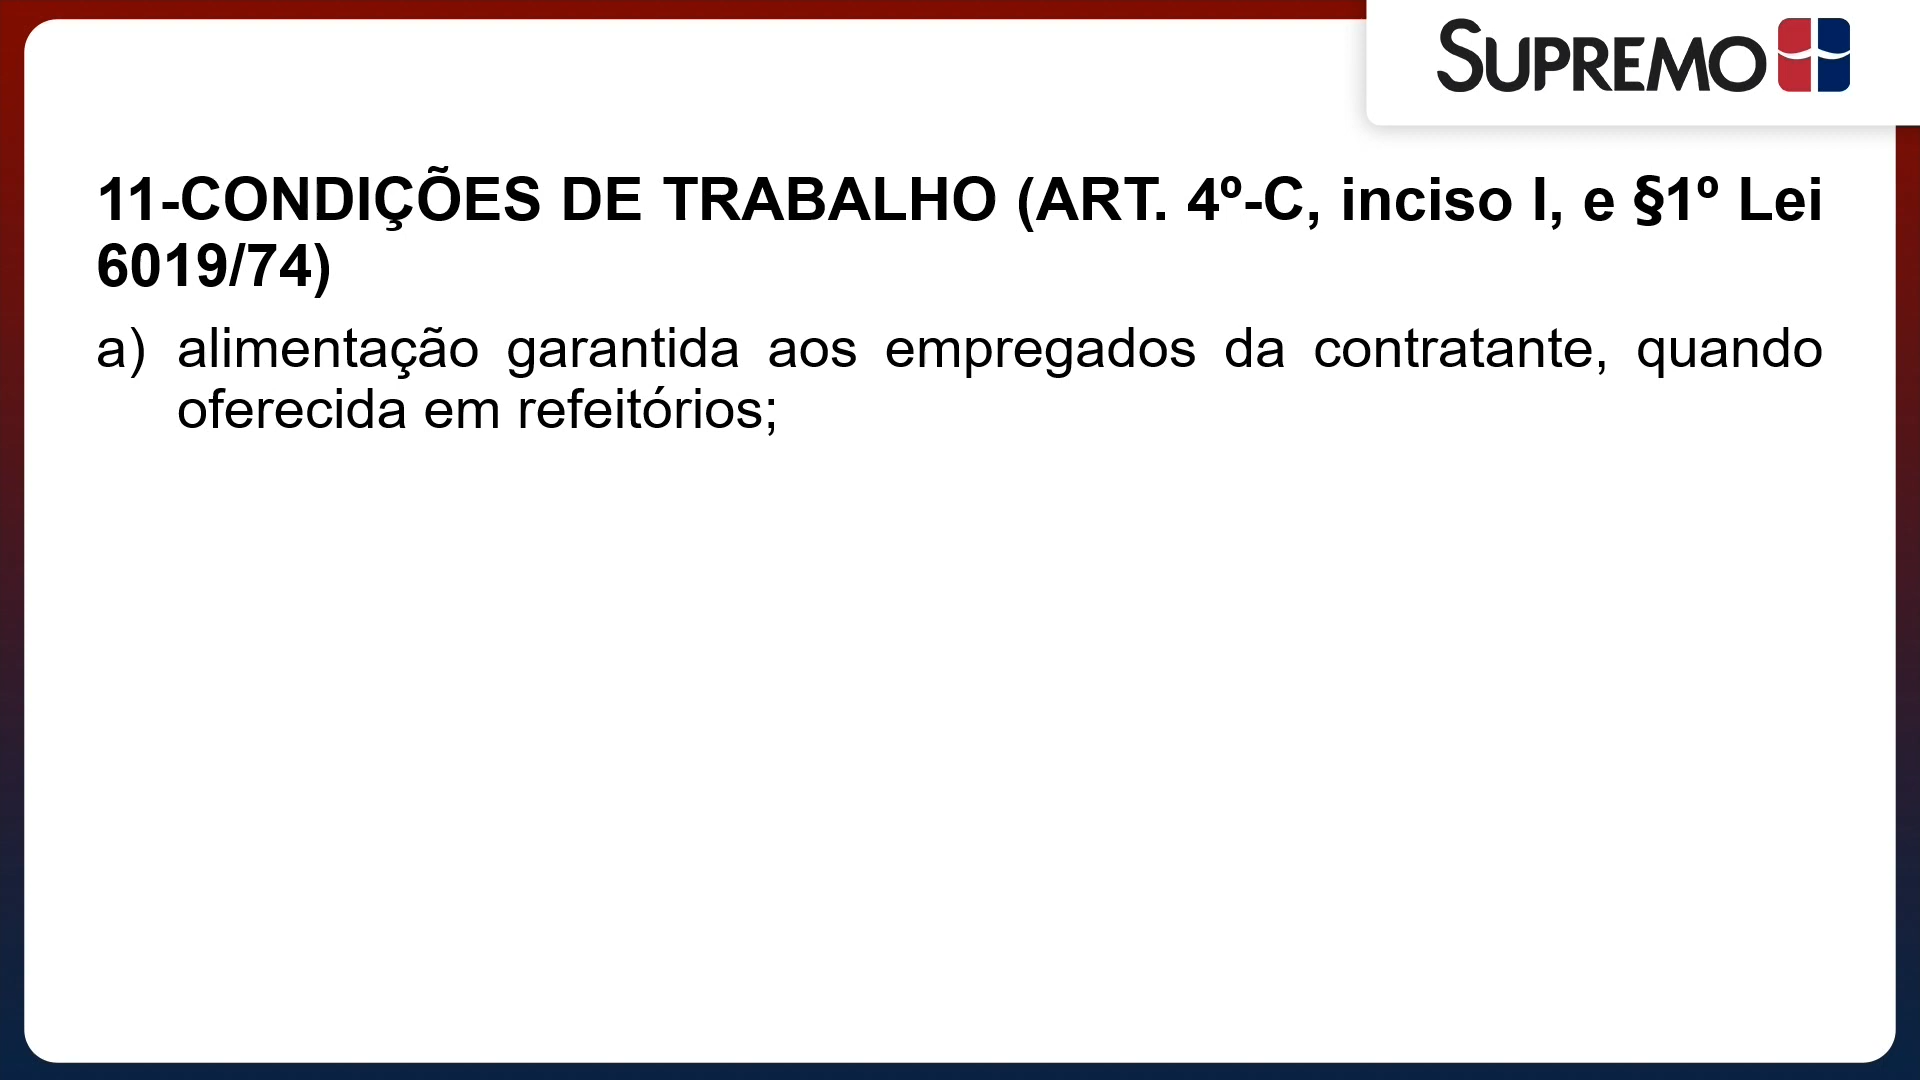 SUPREMO
11-CONDIÇÕES DE TRABALHO (ART. 4º-C, inciso I, e §1º Lei
6019/74)
a) alimentação garantida aos empregados da contratante, quando
oferecida em refeitórios;